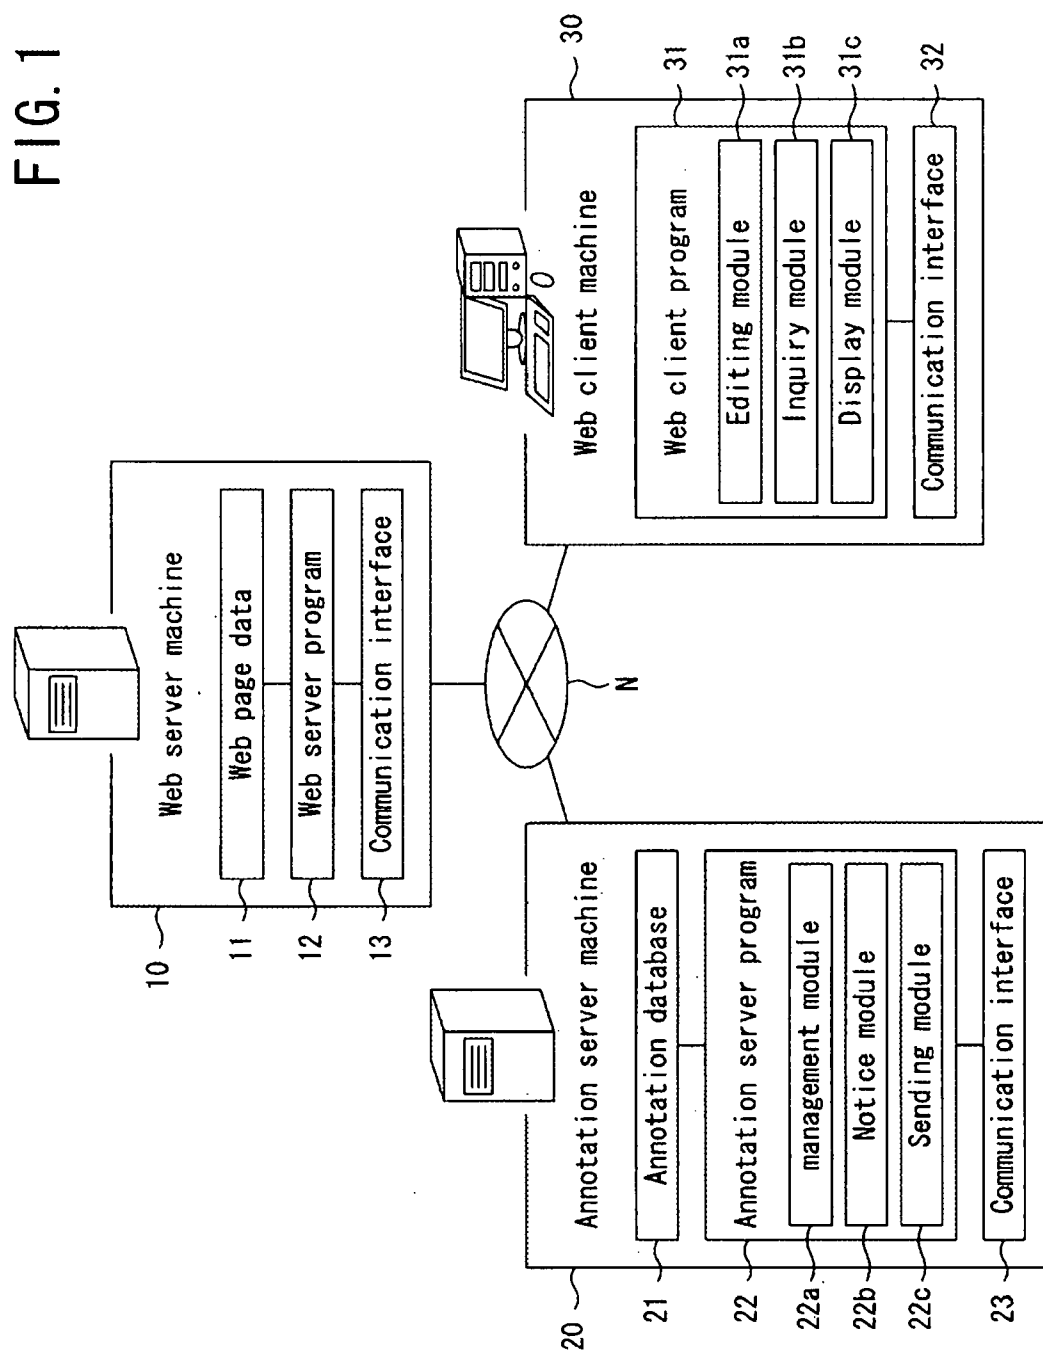 FIG. 1
Web server machine
Web page data
Web server program
Communication interface
10
11
12
13
N
Annotation server machine
Annotation database
Annotation server program
management module
Notice module
Sending module
Communication interface
20
21
22
22a
22b
22c
23
Web client machine
Web client program
Editing module
Inquiry module
Display module
Communication interface
30
31
31a
31b
31c
32